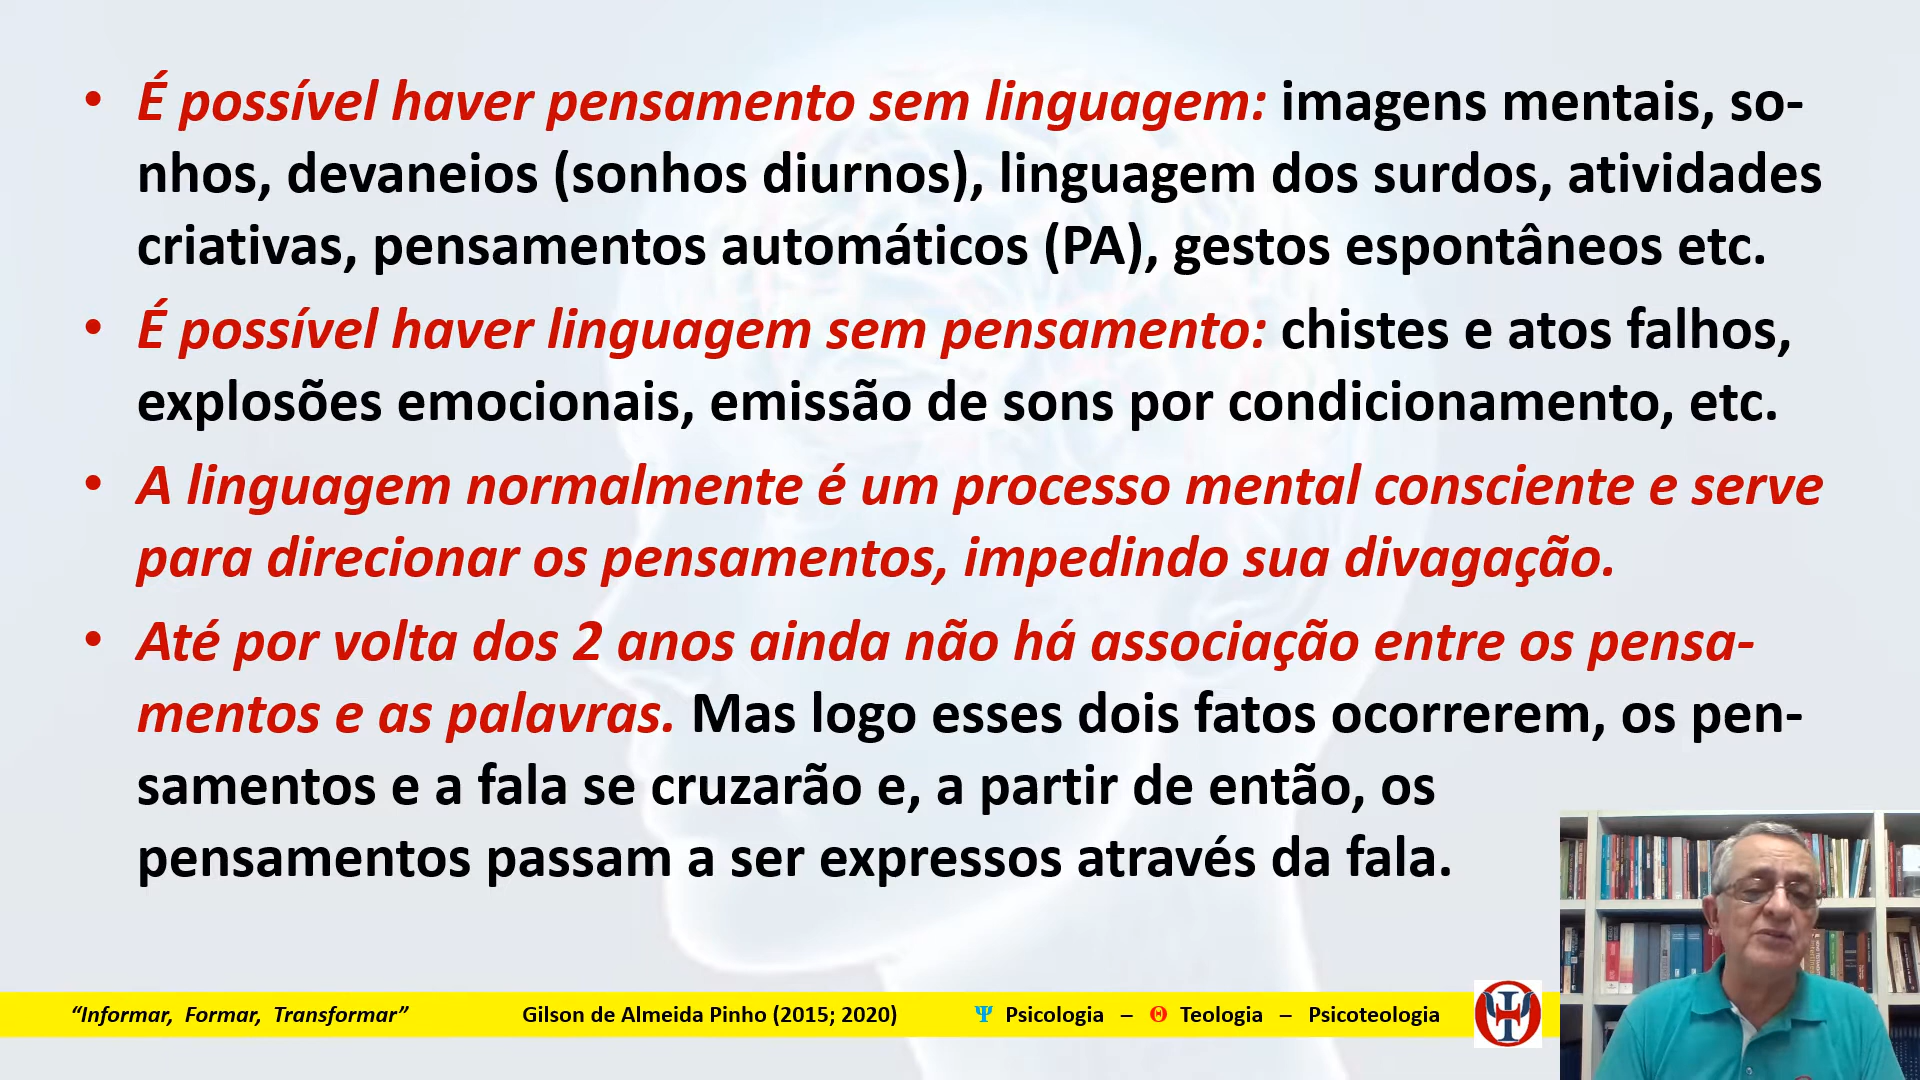 • É possível haver pensamento sem linguagem: imagens mentais, so-
nhos, devaneios (sonhos diurnos), linguagem dos surdos, atividades
criativas, pensamentos automáticos (PA), gestos espontâneos etc.
• É possível haver linguagem sem pensamento: chistes e atos falhos,
explosões emocionais, emissão de sons por condicionamento, etc.
• A linguagem normalmente é um processo mental consciente e serve
para direcionar os pensamentos, impedindo sua divagação.
• Até por volta dos 2 anos ainda não há associação entre os pensa-
mentos e as palavras. Mas logo esses dois fatos ocorrerem, os pen-
samentos e a fala se cruzarão e, a partir de então, os
pensamentos passam a ser expressos através da fala.
“Informar, Formar, Transformar” Gilson de Almeida Pinho (2015; 2020) Ψ Psicologia – Θ Teologia – Psicoteologia